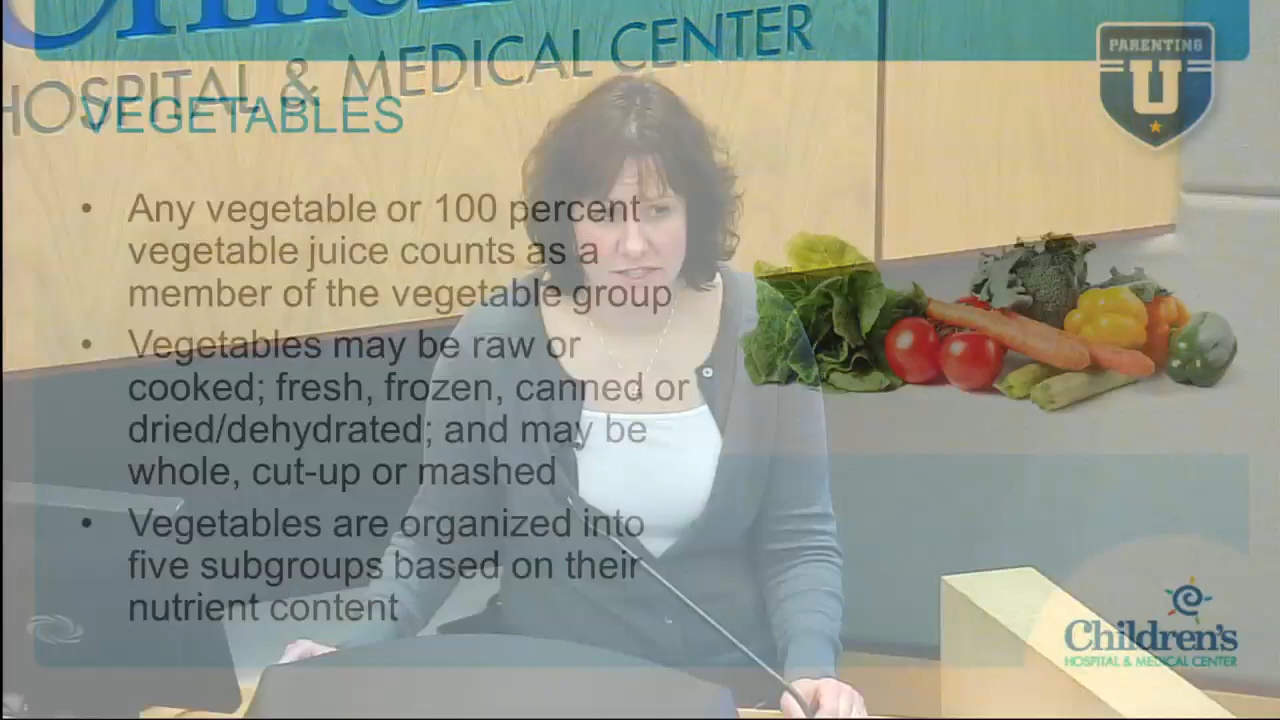 HOSPITAL & MEDICAL CENTER
PARENTING
U
VEGETABLES
• Any vegetable or 100 percent
vegetable juice counts as a
member of the vegetable group
• Vegetables may be raw or
cooked; fresh, frozen, canned or
dried/dehydrated; and may be
whole, cut-up or mashed
• Vegetables are organized into
five subgroups based on their
nutrient content
Children's
HOSPITAL & MEDICAL CENTER